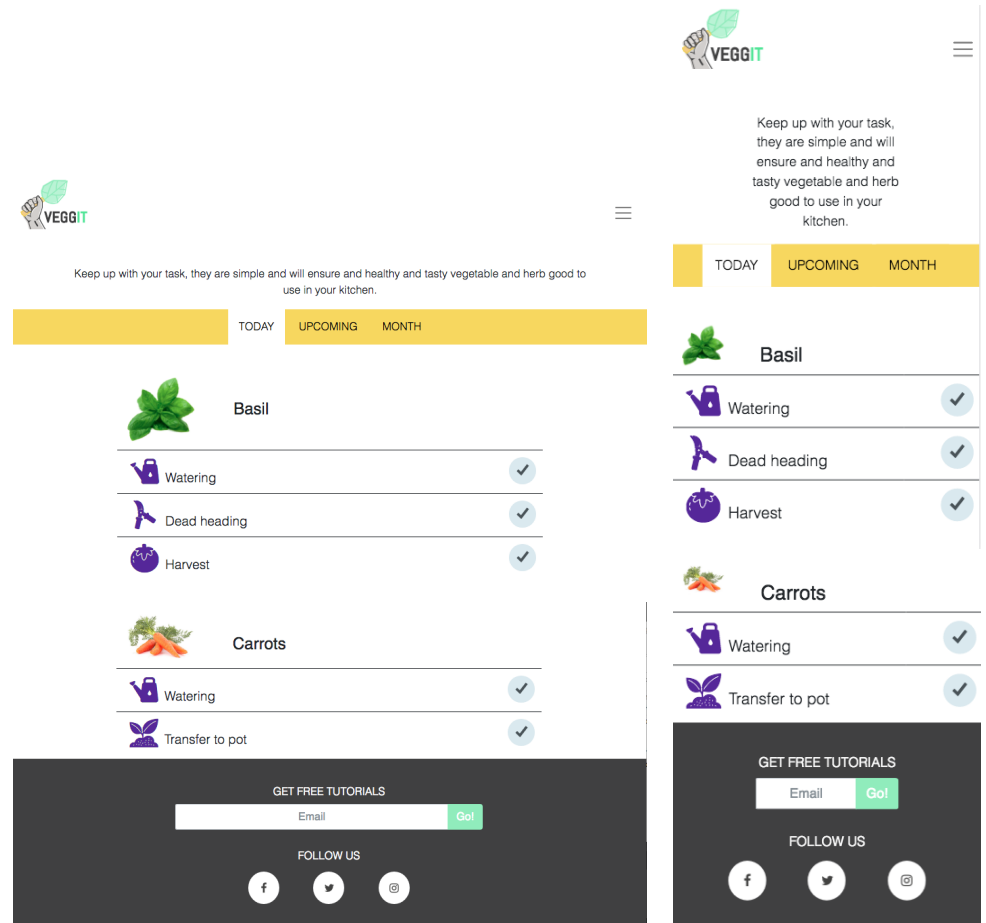 VEGGIT
Keep up with your task, they are simple and will ensure and healthy and tasty vegetable and herb good to
use in your kitchen.
TODAY UPCOMING MONTH
Basil
Watering
Dead heading
Harvest
Carrots
Watering
Transfer to pot
GET FREE TUTORIALS
Email Go!
FOLLOW US
VEGGIT
Keep up with your task,
they are simple and will
ensure and healthy and
tasty vegetable and herb
good to use in your
kitchen.
TODAY UPCOMING MONTH
Basil
Watering
Dead heading
Harvest
Carrots
Watering
Transfer to pot
GET FREE TUTORIALS
Email Go!
FOLLOW US